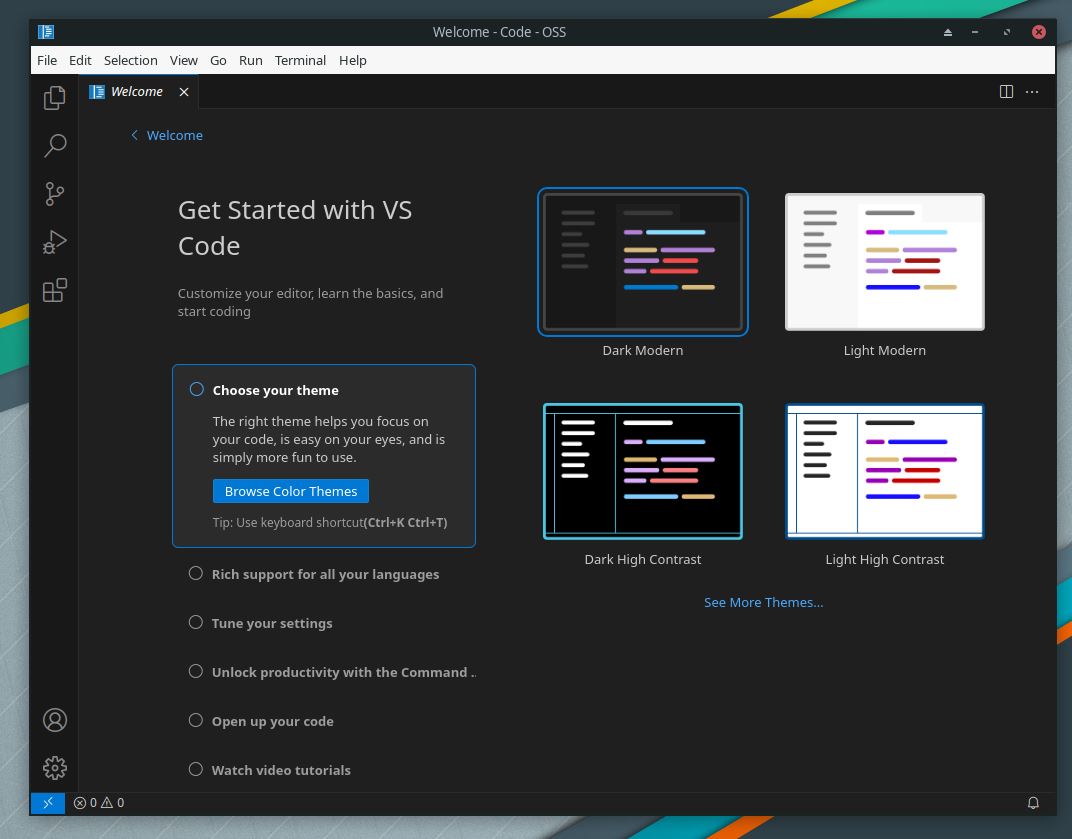 Welcome - Code - OSS
File Edit Selection View Go Run Terminal Help
Welcome
Welcome
Get Started with VS
Code
Customize your editor, learn the basics, and
start coding
Choose your theme
The right theme helps you focus on
your code, is easy on your eyes, and is
simply more fun to use.
Browse Color Themes
Tip: Use keyboard shortcut(Ctrl+K Ctrl+T)
Rich support for all your languages
Tune your settings
Unlock productivity with the Command ..
Open up your code
Watch video tutorials
Dark Modern
Light Modern
Dark High Contrast
Light High Contrast
See More Themes...
0 0